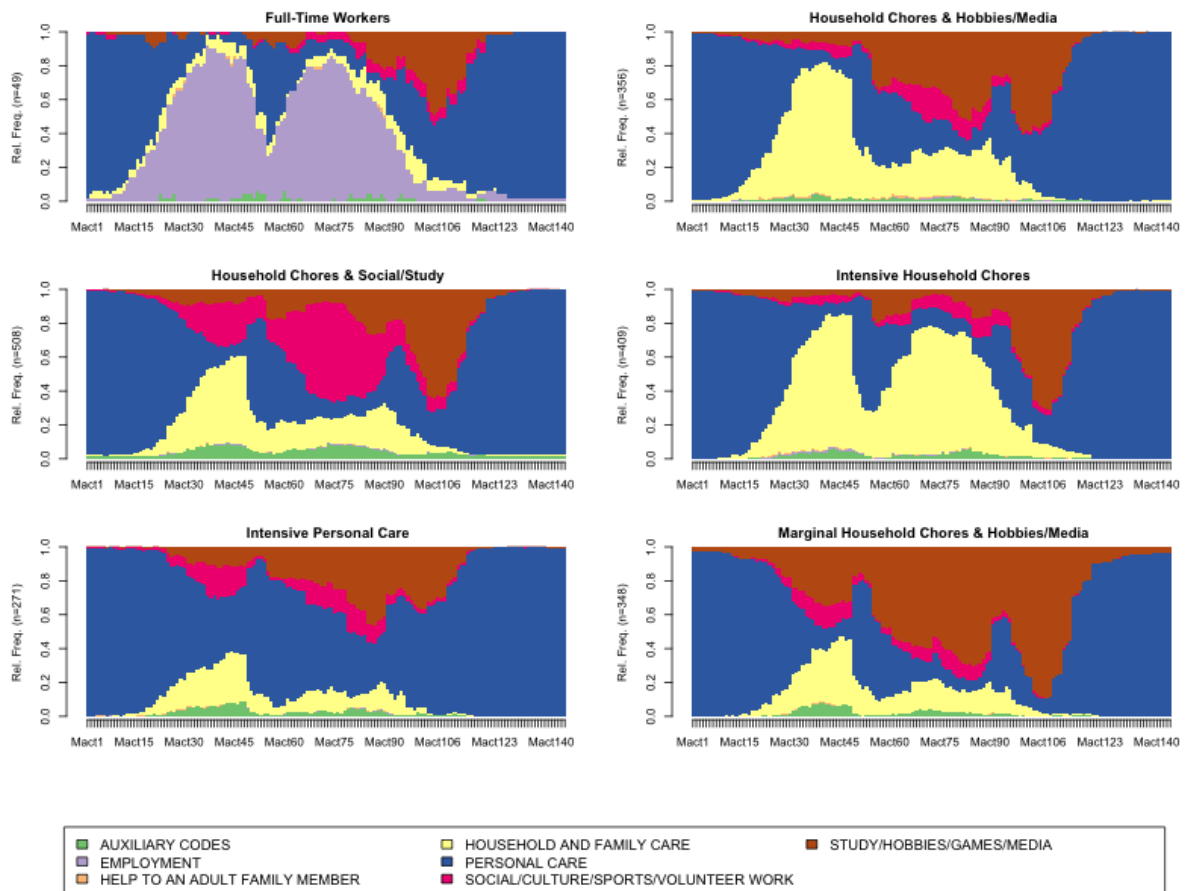 Full-Time Workers
Rel. Freq. (n=49)
0.0 0.2 0.4 0.6 0.8 1.0
Mact1 Mact15 Mact30 Mact45 Mact60 Mact75 Mact90 Mact106 Mact123 Mact140
Household Chores & Hobbies/Media
Rel. Freq. (n=356)
0.0 0.2 0.4 0.6 0.8 1.0
Mact1 Mact15 Mact30 Mact45 Mact60 Mact75 Mact90 Mact106 Mact123 Mact140
Household Chores & Social/Study
Rel. Freq. (n=508)
0.0 0.2 0.4 0.6 0.8 1.0
Mact1 Mact15 Mact30 Mact45 Mact60 Mact75 Mact90 Mact106 Mact123 Mact140
Intensive Household Chores
Rel. Freq. (n=409)
0.0 0.2 0.4 0.6 0.8 1.0
Mact1 Mact15 Mact30 Mact45 Mact60 Mact75 Mact90 Mact106 Mact123 Mact140
Intensive Personal Care
Rel. Freq. (n=271)
0.0 0.2 0.4 0.6 0.8 1.0
Mact1 Mact15 Mact30 Mact45 Mact60 Mact75 Mact90 Mact106 Mact123 Mact140
Marginal Household Chores & Hobbies/Media
Rel. Freq. (n=348)
0.0 0.2 0.4 0.6 0.8 1.0
Mact1 Mact15 Mact30 Mact45 Mact60 Mact75 Mact90 Mact106 Mact123 Mact140
AUXILIARY CODES
EMPLOYMENT
HELP TO AN ADULT FAMILY MEMBER
HOUSEHOLD AND FAMILY CARE
PERSONAL CARE
SOCIAL/CULTURE/SPORTS/VOLUNTEER WORK
STUDY/HOBBIES/GAMES/MEDIA